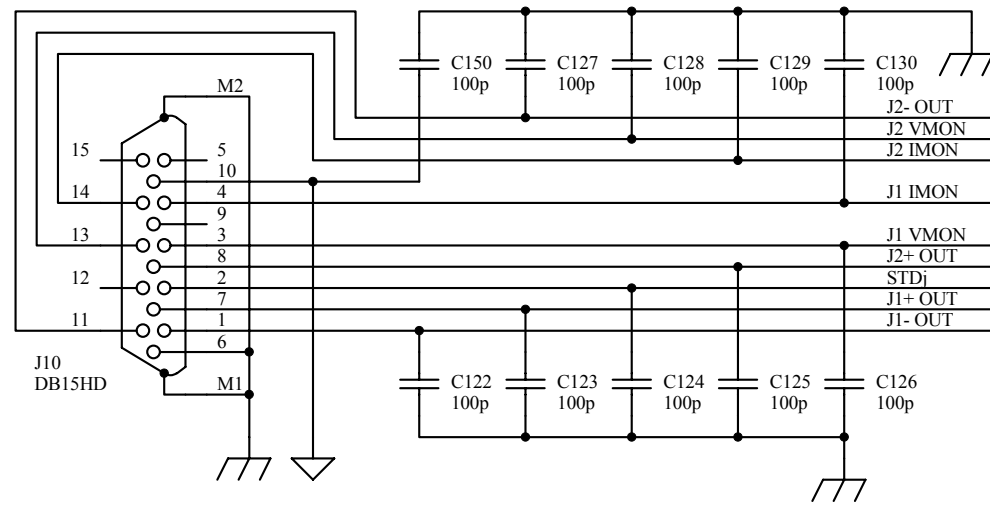 C150
100p
C127
100p
C128
100p
C129
100p
C130
100p
M2
J2- OUT
J2 VMON
J2 IMON
15
5
10
14
4
J1 IMON
9
13
3
J1 VMON
8
J2+ OUT
12
2
STDj
7
J1+ OUT
11
1
J1- OUT
6
J10
DB15HD
M1
C122
100p
C123
100p
C124
100p
C125
100p
C126
100p